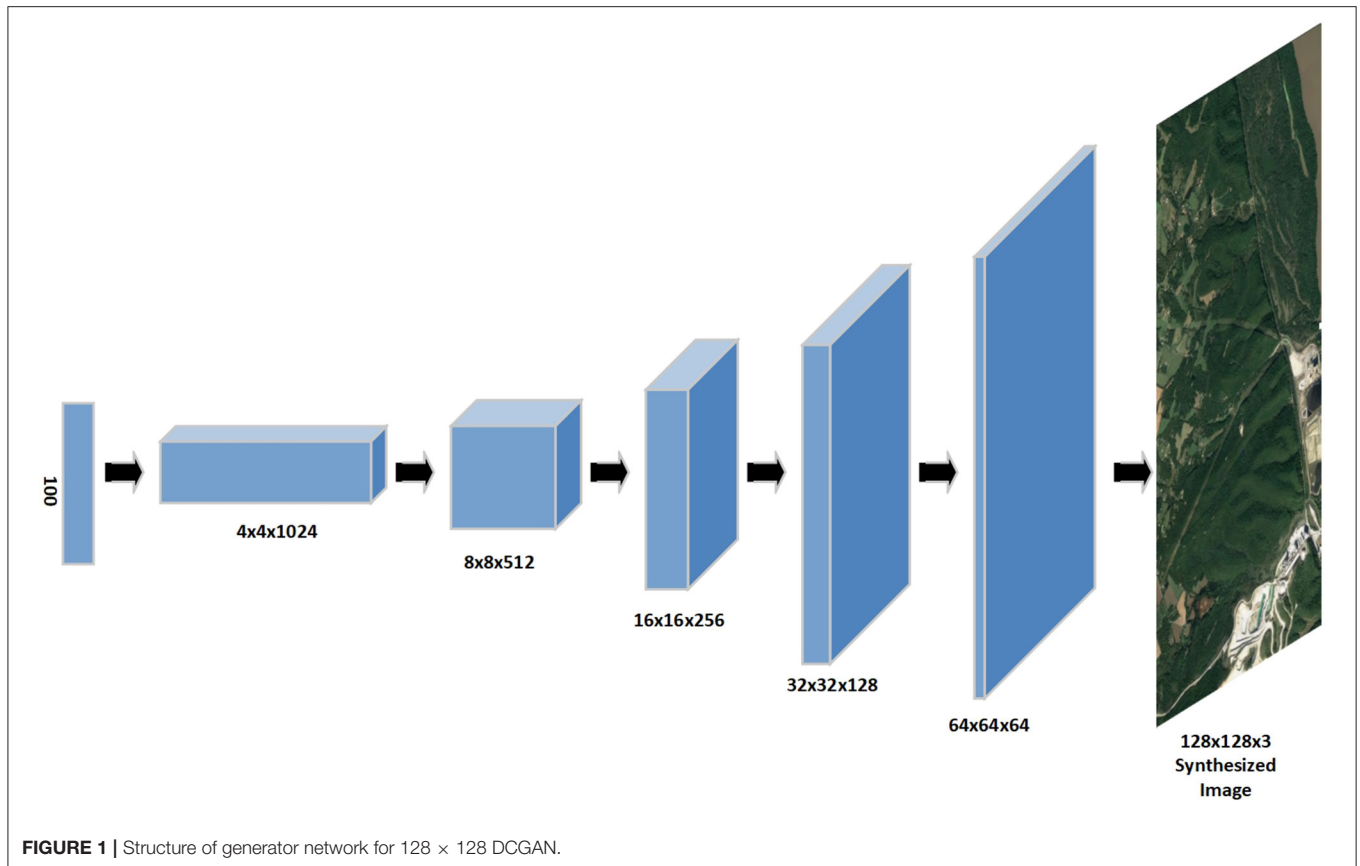 100
4x4x1024
8x8x512
16x16x256
32x32x128
64x64x64
128x128x3
Synthesized
Image
FIGURE 1 | Structure of generator network for 128 × 128 DCGAN.